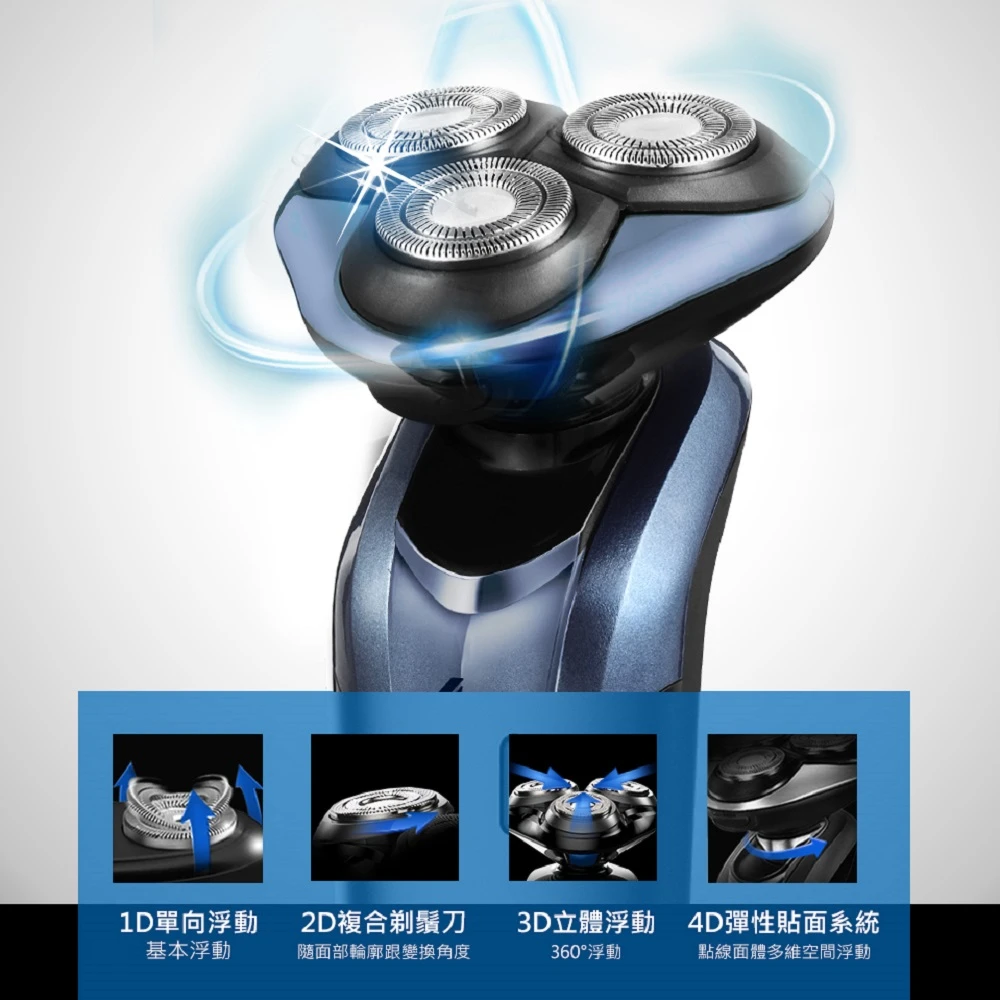 1D單向浮動
基本浮動
2D複合剃鬚刀
隨面部輪廓跟變換角度
3D立體浮動
360°浮動
4D彈性貼面系統
點線面體多維空間浮動